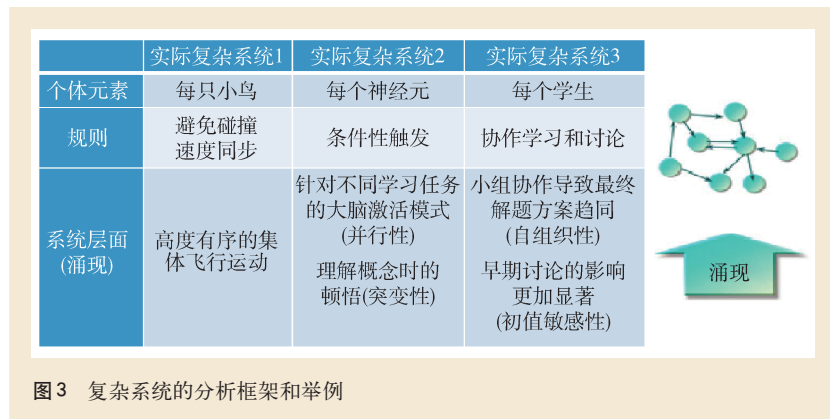 实际复杂系统1 实际复杂系统2 实际复杂系统3
个体元素 每只小鸟 每个神经元 每个学生
规则 避免碰撞 条件性触发 协作学习和讨论
速度同步
系统层面
(涌现)
高度有序的集
体飞行运动
针对不同学习任务
的大脑激活模式
(并行性)
理解概念时的
顿悟(突变性)
小组协作导致最终
解题方案趋同
(自组织性)
早期讨论的影响
更加显著
(初值敏感性)
涌现
图3 复杂系统的分析框架和举例